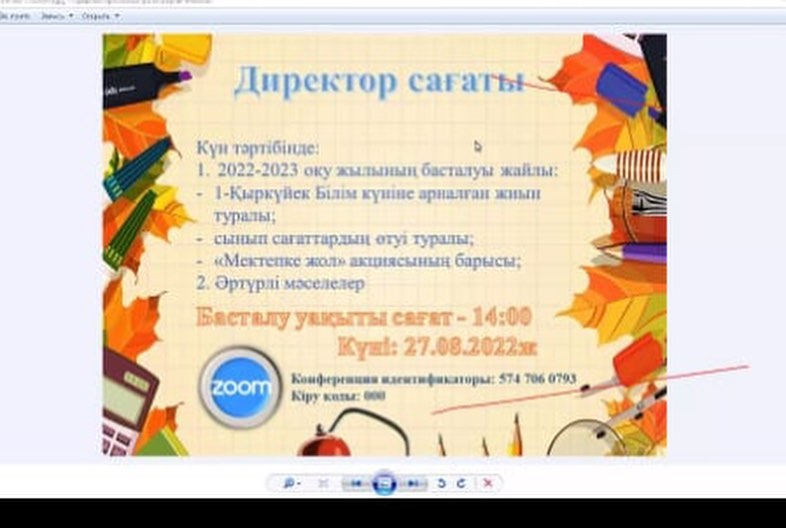 Директор сағаты
Күн тәртібінде:
1. 2022-2023 оқу жылының басталуы жайлы:
- 1-Қыркүйек Білім күніне арналған жиын
туралы;
- сынып сағаттардың өтуі туралы;
- «Мектепке жол» акциясының барысы;
2. Әртүрлі мәселелер
Басталу уақыты сағат - 14:00
Күні: 27.08.2022ж
zoom
Конференция идентификаторы: 574 706 0793
Кіру коды: 000